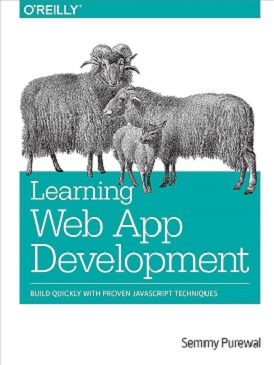 O'REILLY®
Learning
Web App
Development
BUILD QUICKLY WITH PROVEN JAVASCRIPT TECHNIQUES
Semmy Purewal